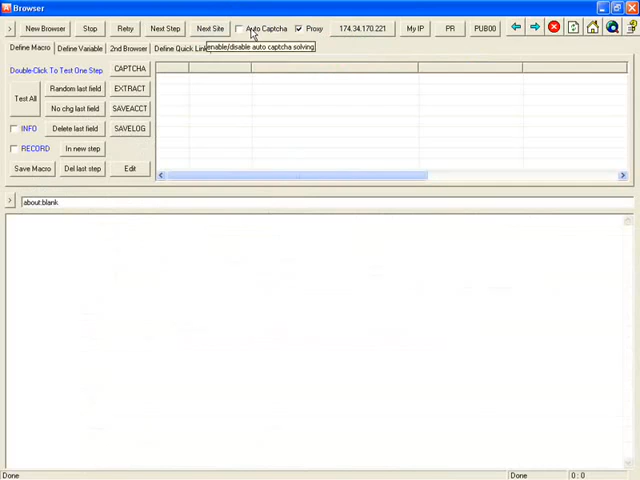 Browser
> New Browser Stop Retry Next Step Next Site Auto Captcha Proxy 174.34.170.221 My IP PR PUB00
enable/disable auto captcha solving
Define Macro Define Variable 2nd Browser Define Quick Link
Double-Click To Test One Step CAPTCHA
Test All Random last field EXTRACT
No chg last field SAVEACCT
INFO Delete last field SAVELOG
RECORD In new step
Save Macro Del last step Edit
> about:blank
Done Done 0 : 0